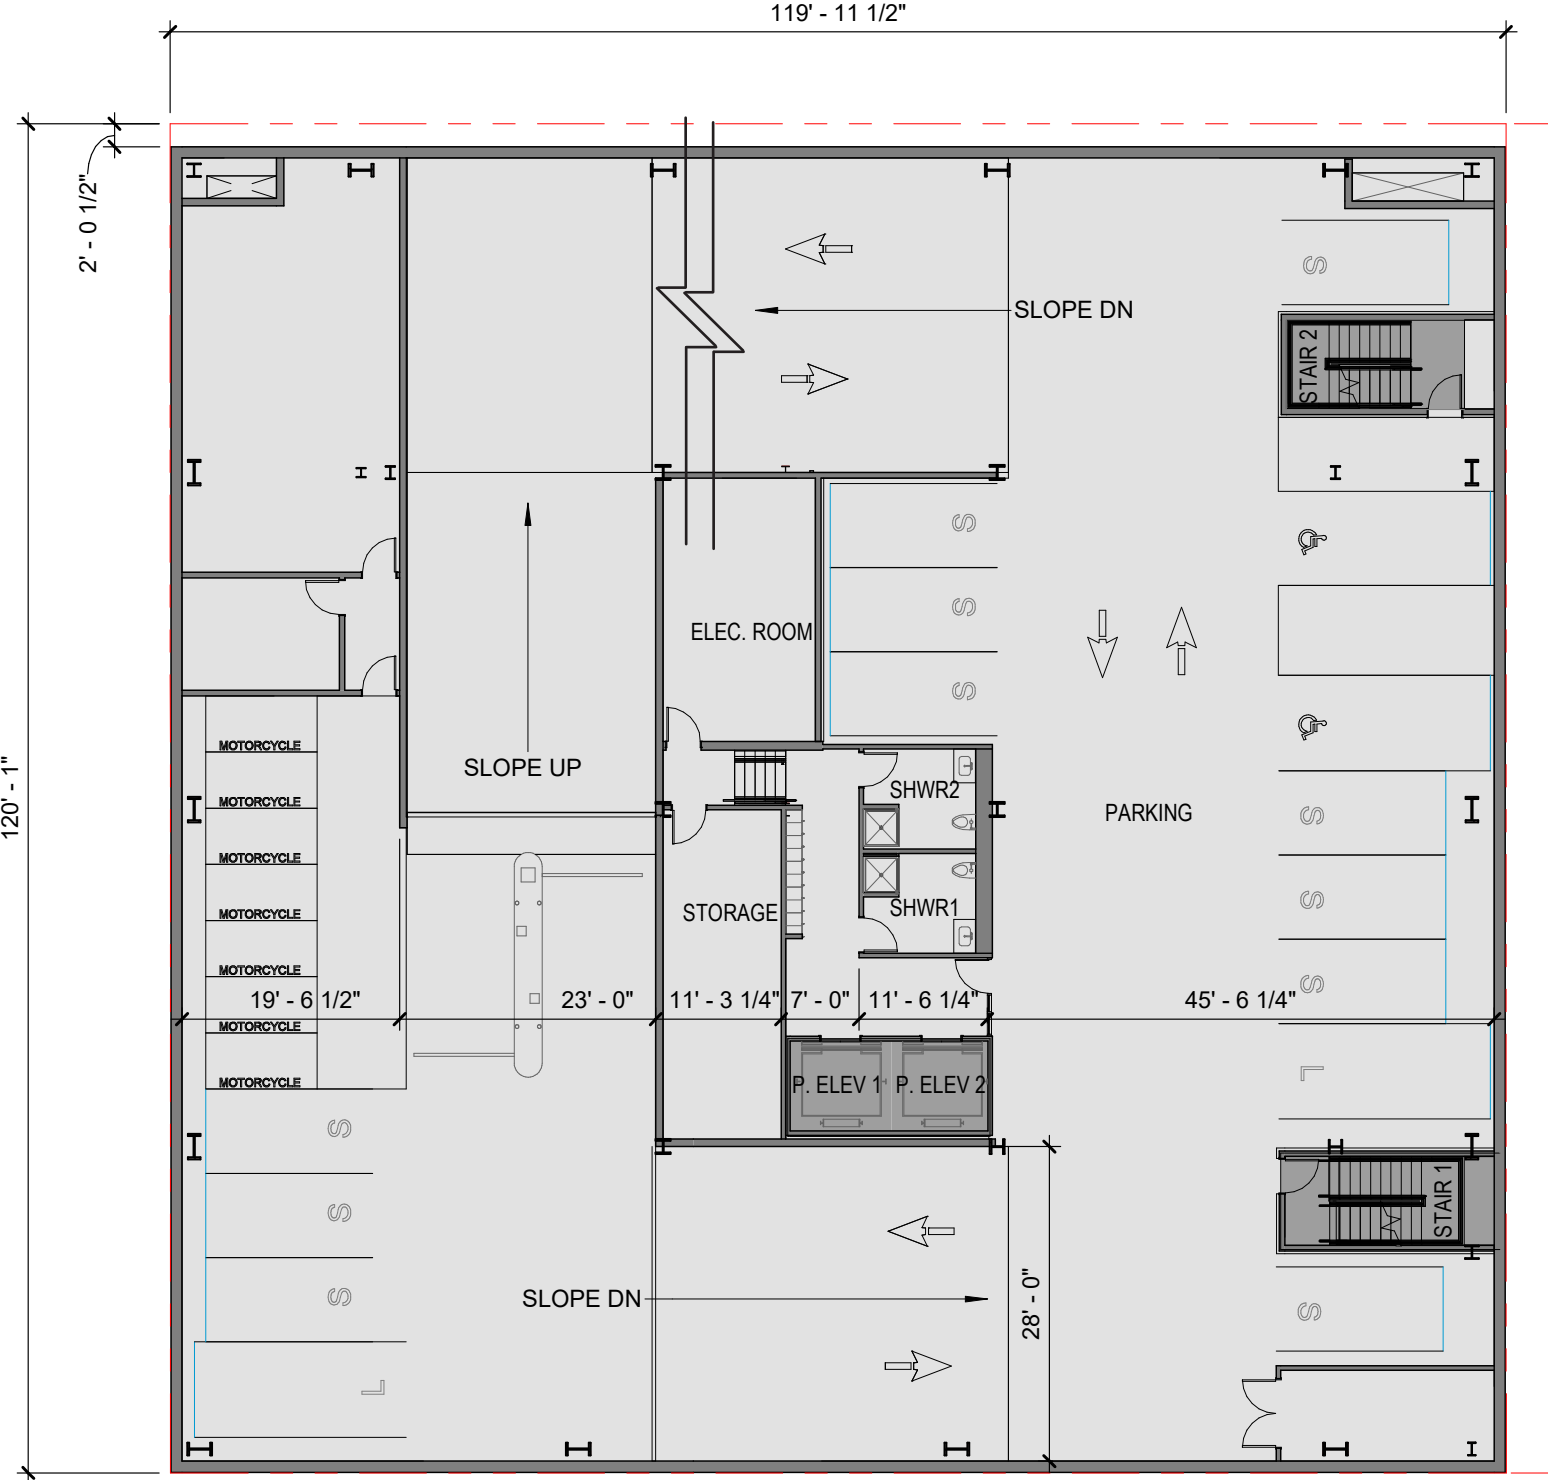 119' - 11 1/2"
2' - 0 1/2"
120' - 1"
S
SLOPE DN
STAIR 2
S
S
ELEC. ROOM
S
MOTORCYCLE
SLOPE UP
SHWR2
MOTORCYCLE
PARKING
S
MOTORCYCLE
S
MOTORCYCLE
STORAGE
SHWR1
MOTORCYCLE
S
19' - 6 1/2"
23' - 0"
11' - 3 1/4"
7' - 0"
11' - 6 1/4"
45' - 6 1/4"
MOTORCYCLE
L
MOTORCYCLE
P. ELEV 1
P. ELEV 2
S
STAIR 1
S
S
SLOPE DN
28' - 0"
S
L